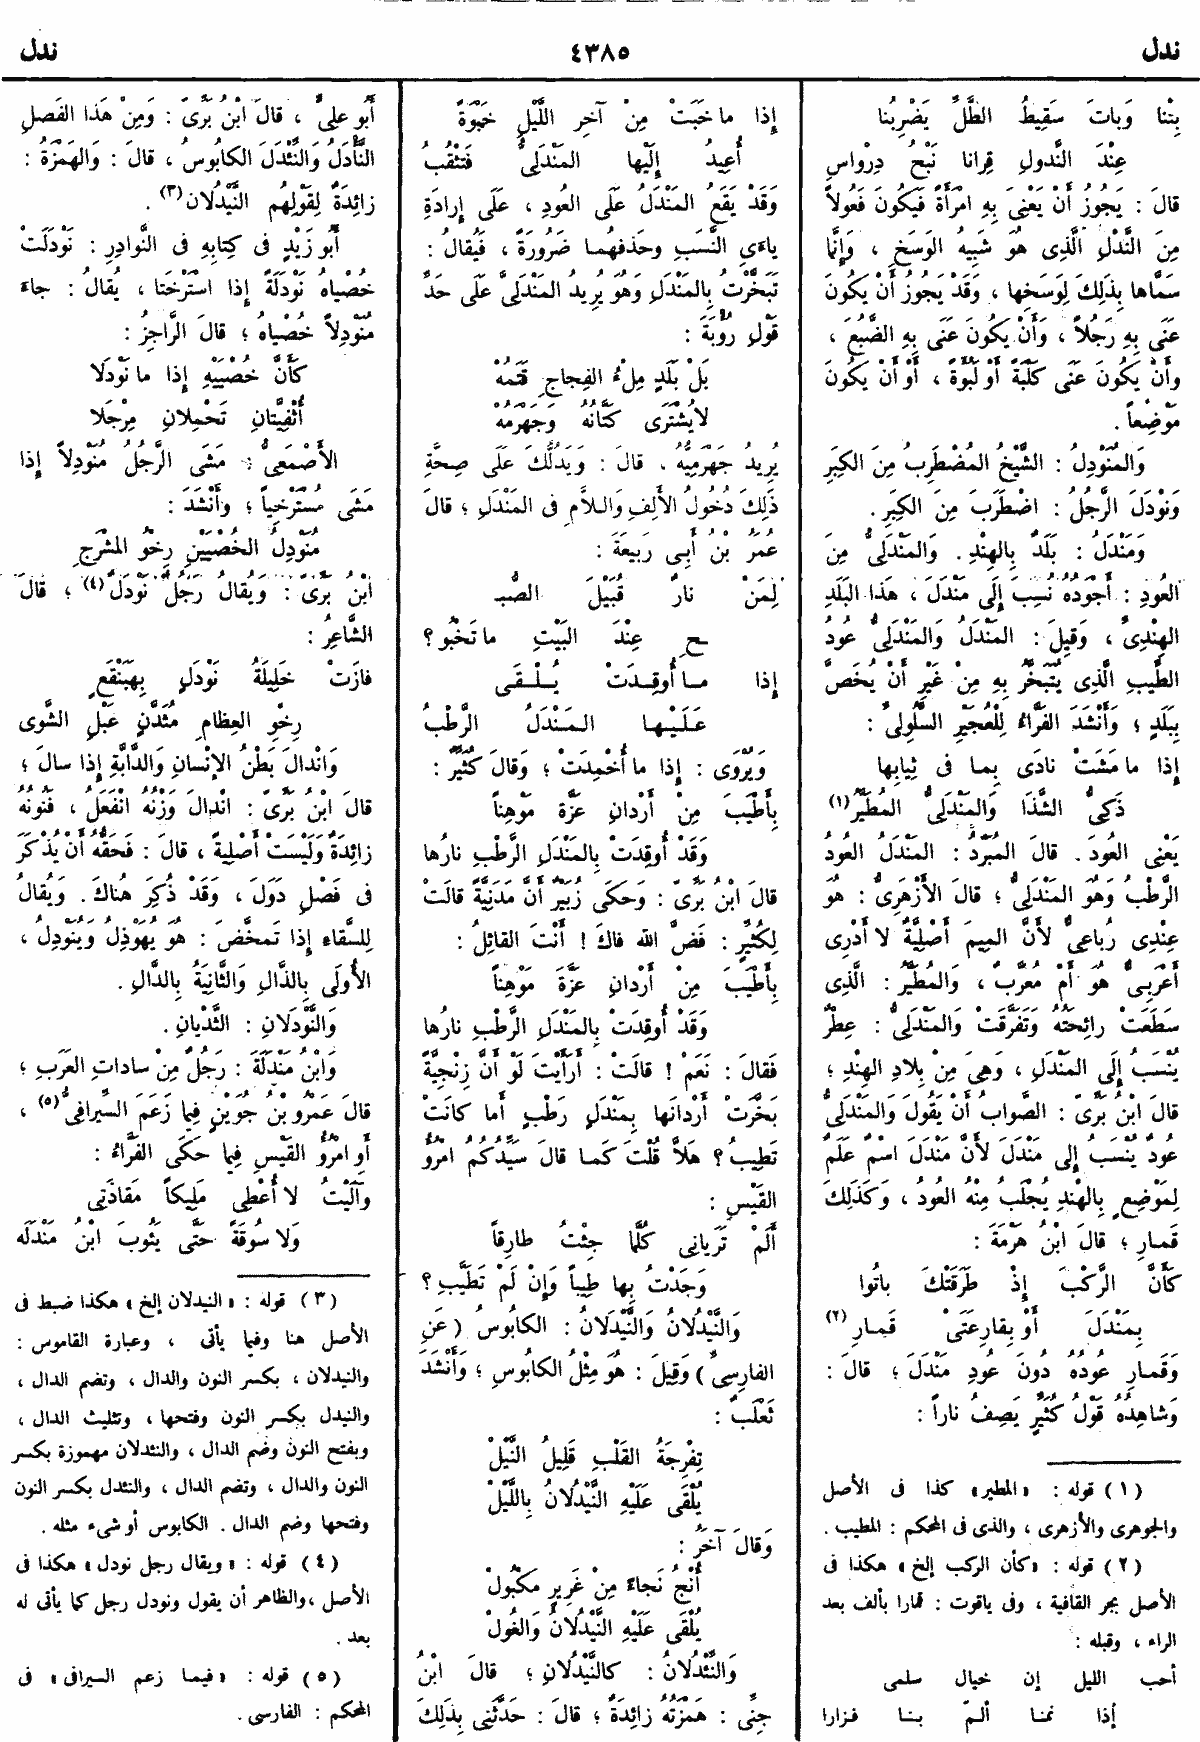 ندل
٤٣٨٥
ندل
بِتْنا وَباتَ سَقِيطُ الطَّلِّ يَضْرِبُنا
عِنْدَ النَّدولِ قِرانا نَبْحُ دِرْواسِ
قالَ : يَجُوزُ أَنْ يَعْنِىَ بِهِ امْرَأَةً فَيَكُونَ فَعُولاً
مِنَ النَّدْلِ الَّذِى هُوَ شَبِيهُ الوَسَخِ ، وَإِنَّما
سَمَّاها بِذَلِكَ لِوَسَخِها ، وَقَدْ يَجُوزُ أَنْ يَكُونَ
عَنَى بِهِ رَجُلاً ، وَأَنْ يَكُونَ عَنَى بِهِ الضَّبُعَ ،
وأَنْ يَكُونَ عَنَى كَلْبَةً أَوْ لَبُوَةً ، أَوْ أَنْ يَكُونَ
مَوْضِعاً .
وَالمُنَوْدِلُ : الشَّيْخُ المُضْطَرِبُ مِنَ الكِبَرِ
وَنَوْدَلَ الرَّجُلُ : اضْطَرَبَ مِنَ الكِبَرِ .
وَمَنْدَلُ : بَلَدٌ بِالهِنْدِ . وَالمَنْدَلِىُّ مِنَ
العُودِ : أَجْوَدُهُ نُسِبَ إِلَى مَنْدَلَ ، هَذا البَلَدِ
الهِنْدِىِّ ، وَقِيلَ : المَنْدَلُ وَالمَنْدَلِىُّ عُودُ
الطِّيبِ الَّذِى يُتَبَخَّرُ بِهِ مِنْ غَيْرِ أَنْ يُخَصَّ
بِبَلَدٍ ؛ وَأَنْشَدَ الفَرَّاءُ لِلْعُجَيْرِ السَّلُولِىِّ :
إِذا ما مَشَتْ نادَى بِما فى ثِيابِها
ذَكِىُّ الشَّذَا وَالمَنْدَلِىُّ المُطَيَّرُ (١)
يَعْنِى العُودَ . قالَ المُبَرِّدُ : المَنْدَلُ العُودُ
الرَّطْبُ وَهُوَ المَنْدَلِىُّ ؛ قالَ الأَزْهَرِىُّ : هُوَ
عِنْدِى رُباعِىٌّ لأَنَّ المِيمَ أَصْلِيَّةٌ لا أَدْرِى
أَعْرَبِىٌّ هُوَ أَمْ مُعَرَّبٌ ، وَالمُطَيَّرُ : الَّذِى
سَطَعَتْ رائِحَتُهُ وَتَفَرَّقَتْ وَالمَنْدَلِىُّ : عِطْرٌ
يُنْسَبُ إِلَى المَنْدَلِ ، وَهِىَ مِنْ بِلادِ الهِنْدِ ؛
قالَ ابْنُ بَرِّىّ : الصَّوابُ أَنْ يَقُولَ وَالمَنْدَلِىُّ
عُودٌ يُنْسَبُ إِلى مَنْدَلَ لأَنَّ مَنْدَلَ اسْمُ عَلَمٌ
لِمَوْضِعٍ بِالهِنْدِ يُجْلَبُ مِنْهُ العُودُ ، وَكَذَلِكَ
قَمارِ ؛ قالَ ابْنُ هَرْمَةَ :
كَأَنَّ الرَّكْبَ إِذْ طَرَقَتْكَ باتُوا
بِمَنْدَلَ أَوْ بِقارِعَتَىْ قَمارِ (٢)
وَقَمارِ عُودُهُ دُونَ عُودِ مَنْدَلَ ؛ قالَ :
وَشاهِدُهُ قَوْلُ كُثَيِّرٍ يَصِفُ ناراً :
( ١ ) قوله : «المطير» كذا فى الأصل
والجوهرى والأزهرى ، والذى فى المحكم : المطيب .
( ٢ ) قوله : «كأن الركب إلخ» هكذا فى
الأصل بجر القافية ، وفى ياقوت : قمارا بألف بعد
الراء ، وقبله :
أحب الليل إن خيال سلمى
إذا نمنا ألمّ بنا فزارا
إِذا ما خَبَتْ مِنْ آخِرِ اللَّيْلِ خَبْوَةً
أُعِيدُ إِلَيْها المَنْدَلِىُّ فَتَثْقُبُ
وَقَدْ يَقَعُ المَنْدَلُ عَلَى العُودِ ، عَلَى إِرادَةِ
ياءَىِ النَّسَبِ وحَذفهُما ضَرُورَةً ، فَيُقالُ :
تَبَخَّرْتُ بِالمَنْدَلِ وَهُوَ يُرِيدُ المَنْدَلِىَّ عَلَى حَدِّ
قَوْلِ رُؤْبَةَ :
بَلْ بَلَدٍ مِلْءُ الفِجاجِ قَتَمُهْ
لا يُشْتَرَى كَتَّانُهُ وَجَهْرَمُهْ
يُرِيدُ جَهْرَمِيَّهُ ، قالَ : وَيَدُلُّكَ عَلَى صِحَّةِ
ذَلِكَ دُخُولُ الأَلِفِ وَاللاَّمِ فى المَنْدَلِ ؛ قالَ
عُمَرُ بْنُ أَبِى رَبِيعَةَ :
لِمَنْ نارٌ قُبَيْلَ الصُّبـ
ـحِ عِنْدَ البَيْتِ ما تَخْبُو ؟
إِذا ما أُوقِدَتْ يُلْقَى
عَلَيْها المَنْدَلُ الرَّطْبُ
وَيُرْوَى : إِذا ما أُخْمِدَتْ ؛ وَقالَ كُثَيِّرٌ :
بِأَطْيَبَ مِنْ أَرْدانِ عَزَّةَ مَوْهِناً
وَقَدْ أُوقِدَتْ بِالمَنْدَلِ الرَّطْبِ نارُها
قالَ ابْنُ بَرِّىّ : وَحَكَى زُبَيْرٌ أَنَّ مَدَنِيَّةً قالَتْ
لِكُثَيِّرٍ : فَضَّ الله فاكَ ! أَنْتَ القائِلُ :
بِأَطْيَبَ مِنْ أَرْدانِ عَزَّةَ مَوْهِناً
وَقَدْ أُوقِدَتْ بِالمَنْدَلِ الرَّطْبِ نارُها
فَقالَ : نَعَمْ ! قالَتْ : أَرَأَيْتَ لَوْ أَنَّ زِنْجِيَّةً
بَخَّرَتْ أَرْدانَها بِمَنْدَلٍ رَطْبٍ أَما كانَتْ
تَطِيبُ ؟ هَلاَّ قُلْتَ كَما قالَ سَيِّدُكُمُ امْرُؤُ
القَيْسِ :
أَلَمْ تَرَيانِى كُلَّما جِئْتُ طارِقاً
وَجَدْتُ بِها طِيباً وَإِنْ لَمْ تَطَيَّبِ ؟
وَالنَّيْدُلانُ وَالنَّيْدَلانُ : الكابُوسُ ( عَنِ
الفارِسِىِّ ) وَقِيلَ : هُوَ مِثْلُ الكابُوسِ ؛ وَأَنْشَدَ
ثَعْلَبٌ :
تِفْرِجَةُ القَلْبِ قَلِيلُ النَّيْلْ
يُلْقَى عَلَيْهِ النَّيْدُلانُ بِاللَّيْلْ
وَقالَ آخَرُ :
أُنْجُ نَجاءَ مِنْ غَرِيرٍ مَكْبُولْ
يُلْقَى عَلَيْهِ النَّيْدُلانُ وَالغُولْ
وَالنِّئْدُلانُ : كالنَّيْدُلانِ ؛ قالَ ابْنُ
جِنِّى : هَمْزَتُهُ زائِدَةٌ ؛ قالَ : حَدَّثَنِى بِذَلِكَ
أَبُو عَلِىٍّ ، قالَ ابْنُ بَرِّىّ : وَمِنْ هَذا الفَصلِ
النَّأْدَلُ وَالنِّئْدَلَ الكابُوسُ ، قالَ : وَالهَمْزَةُ :
زائِدَةٌ لِقَوْلِهُم النَّيْدُلان (٣) .
أَبُو زَيْدٍ فى كِتابِهِ فى النَّوادِرِ : نَوْدَلَتْ
خُصْياهُ نَوْدَلَةً إِذا اسْتَرْخَتا ، يُقالُ : جاءَ
مُنَوْدِلاً خُصْياهُ ؛ قالَ الرَّاجِزُ :
كَأَنَّ خُصْيَيْهِ إِذا ما نَوْدَلَا
أُثْفِيَّتانِ تَحْمِلانِ مِرْجَلا
الأَصْمَعِىُّ : مَشَى الرَّجُلُ مُنَوْدِلاً إِذا
مَشَى مُسْتَرْخِياً ؛ وأَنْشَدَ :
مُنَوْدِلُ الخُصْيَيْنِ رِخْوُ المَشْرَجِ
ابْنُ بَرِّىّ : وَيُقالُ رَجُلٌ نَوْدَلٌ (٤) ؛ قالَ
الشَّاعِرُ :
فازَتْ خَلِيلَةُ نَوْدَلٍ بِهَبَنْقَعٍ
رِخْوِ العِظامِ مُثَدَّنٍ عَبْلِ الشَّوى
وَانْدالَ بَطْنُ الإِنْسانِ وَالدَّابَّةِ إِذا سالَ ؛
قالَ ابْنُ بَرِّىّ : انْدالَ وَزْنُهُ انْفَعَلَ ، فَنُونُهُ
زائِدَةٌ وَلَيْسَتْ أَصْلِيةً ، قالَ : فَحَقُّهُ أَنْ يُذْكَرَ
فى فَصْلِ دَوَلَ ، وَقَدْ ذُكِرَ هُناكَ . وَيُقالُ
لِلسَّقاءِ إِذا تَمخَّضَ : هُوَ يُهَوْذِلُ وَيُنَوْدِلُ ،
الأُولَى بِالذَّالِ وَالثَّانِيَةُ بِالدَّالِ .
وَالنَّوْدَلانِ : الثَّدْيانِ .
وَابْنُ مَنْدَلَةَ : رَجُلٌ مِنْ ساداتِ العَرَبِ ؛
قالَ عَمْرُو بْنُ جُوَيْنٍ فِيما زَعَمَ السِّيرافِىُّ (٥) ،
أَوِ امْرُؤُ القَيْسِ فِيما حَكَى الفَرَّاءُ :
وآلَيْتُ لا أُعْطِى مَلِيكاً مَقادَتِى
وَلا سُوقَةً حَتَّى يَئُوبَ ابْنُ مَنْدَلَه
( ٣ ) قوله : «النيدلان إلخ» هكذا ضبط فى
الأصل هنا وفيما يأتى ، وعبارة القاموس :
والنيدلان ، بكسر النون والدال ، وتضم الدال ،
والنيدل بكسر النون وفتحها ، وتثليث الدال ،
وبفتح النون وضم الدال ، والنئدلان مهموزة بكسر
النون والدال ، وتضم الدال ، والنئدل بكسر النون
وفتحها وضم الدال . الكابوس أو شىء مثله .
( ٤ ) قوله : «ويقال رجل نودل» هكذا فى
الأصل ، والظاهر أن يقول ونودل رجل كما يأتى له
بعد .
( ٥ ) قوله : «فيما زعم السيرافى» فى
المحكم : الفارسى .